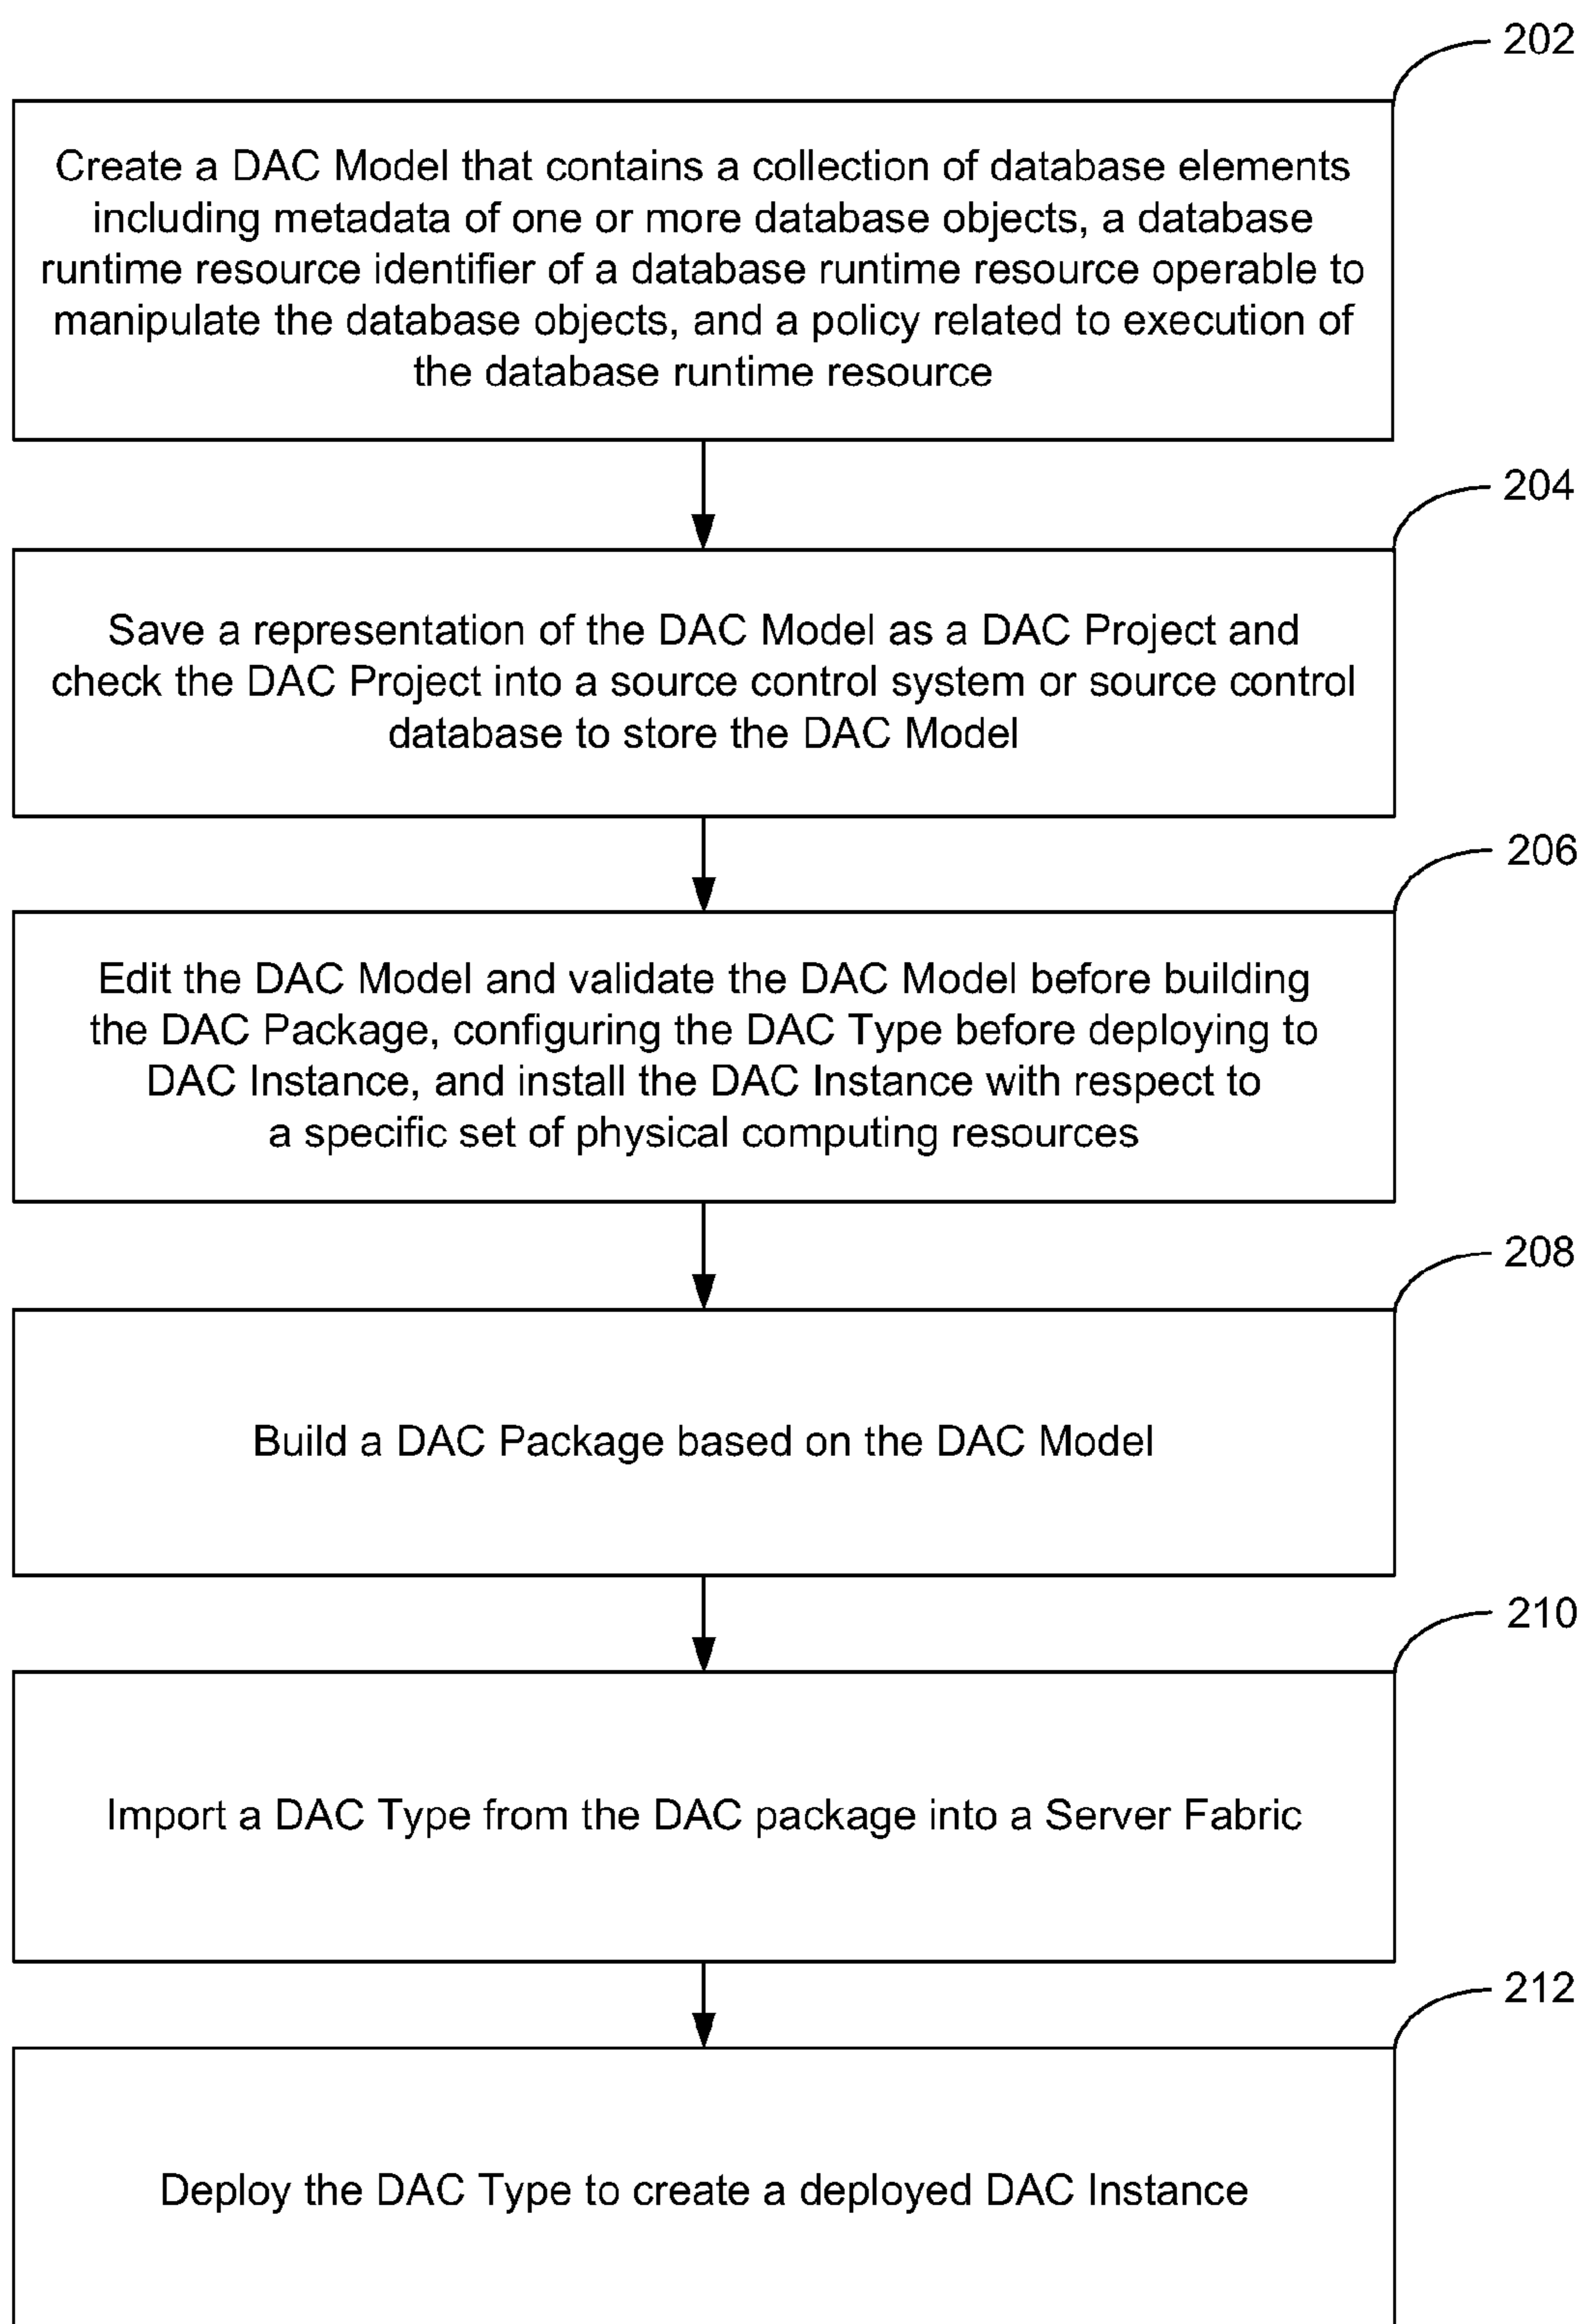 202
Create a DAC Model that contains a collection of database elements
including metadata of one or more database objects, a database
runtime resource identifier of a database runtime resource operable to
manipulate the database objects, and a policy related to execution of
the database runtime resource
204
Save a representation of the DAC Model as a DAC Project and
check the DAC Project into a source control system or source control
database to store the DAC Model
206
Edit the DAC Model and validate the DAC Model before building
the DAC Package, configuring the DAC Type before deploying to
DAC Instance, and install the DAC Instance with respect to
a specific set of physical computing resources
208
Build a DAC Package based on the DAC Model
210
Import a DAC Type from the DAC package into a Server Fabric
212
Deploy the DAC Type to create a deployed DAC Instance